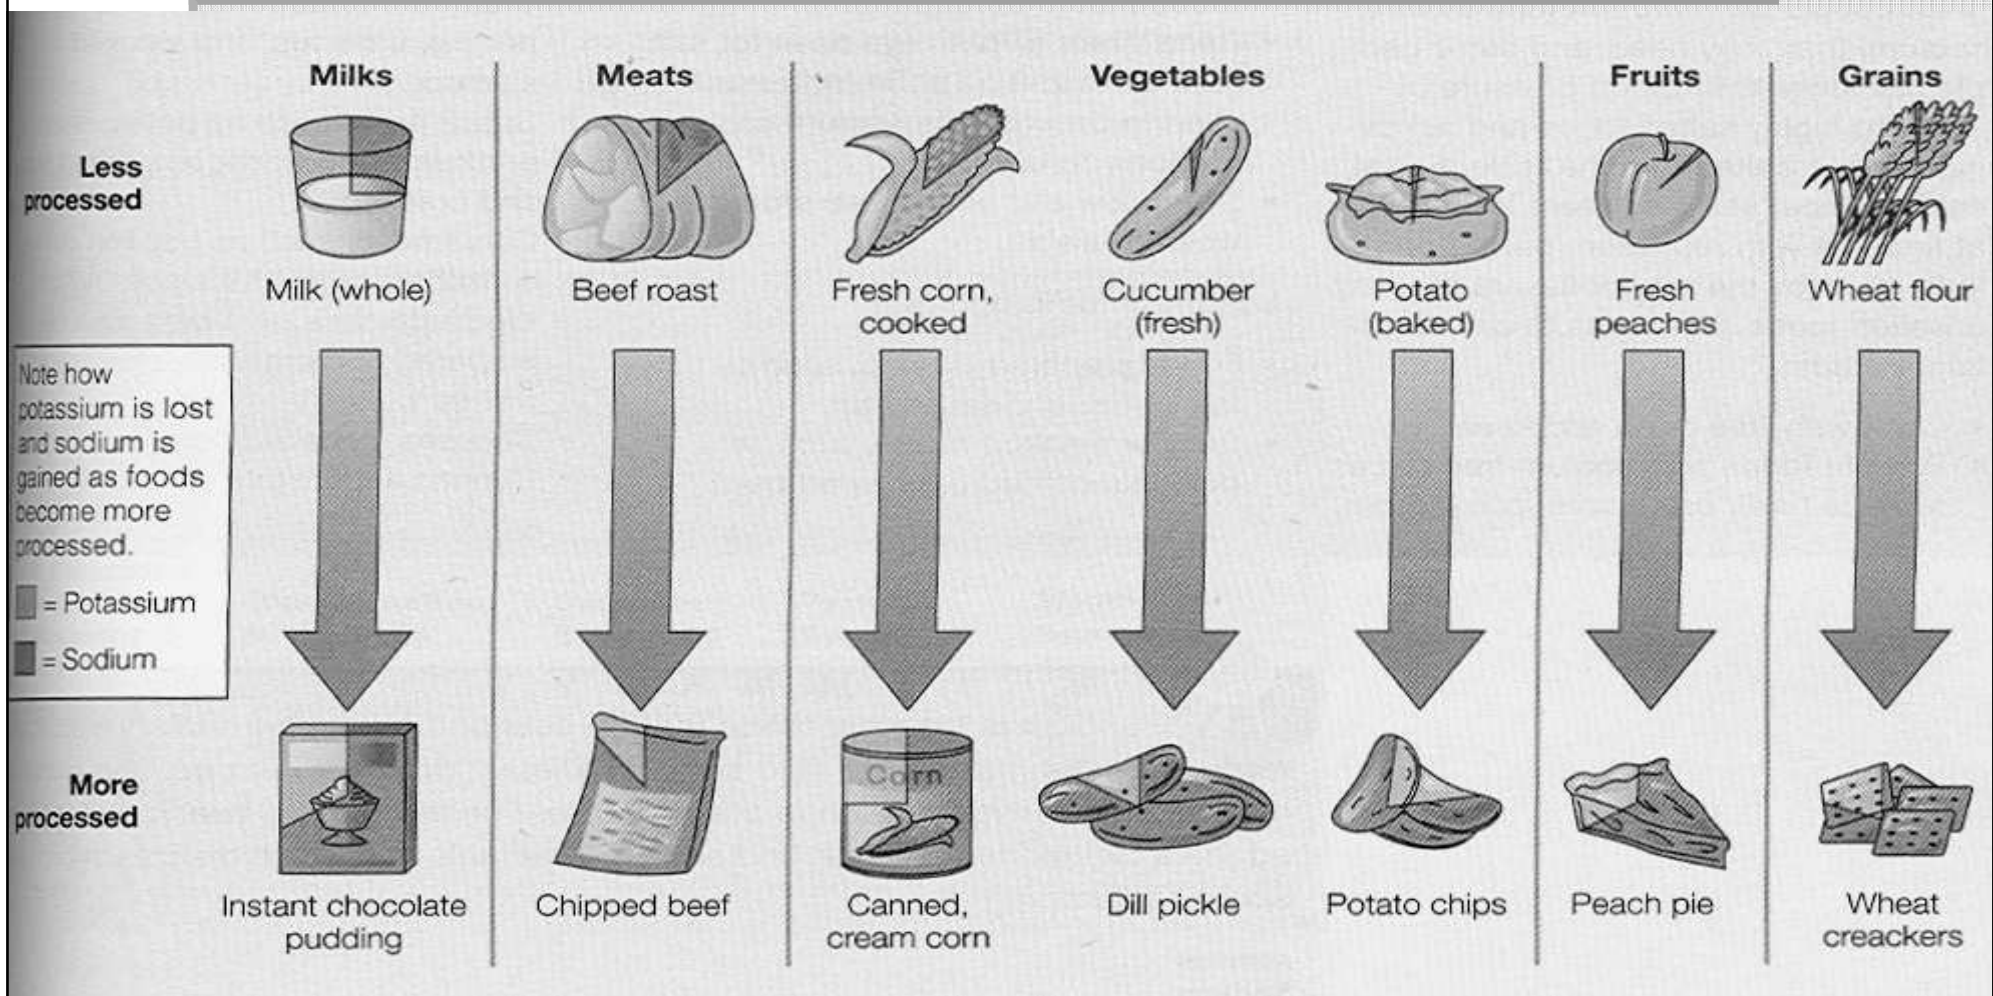 Milks
Meats
Vegetables
Fruits
Grains
Less
processed
Milk (whole)
Beef roast
Fresh corn,
cooked
Cucumber
(fresh)
Potato
(baked)
Fresh
peaches
Wheat flour
Note how
potassium is lost
and sodium is
gained as foods
become more
processed.
= Potassium
= Sodium
More
processed
Corn
Instant chocolate
pudding
Chipped beef
Canned,
cream corn
Dill pickle
Potato chips
Peach pie
Wheat
creackers